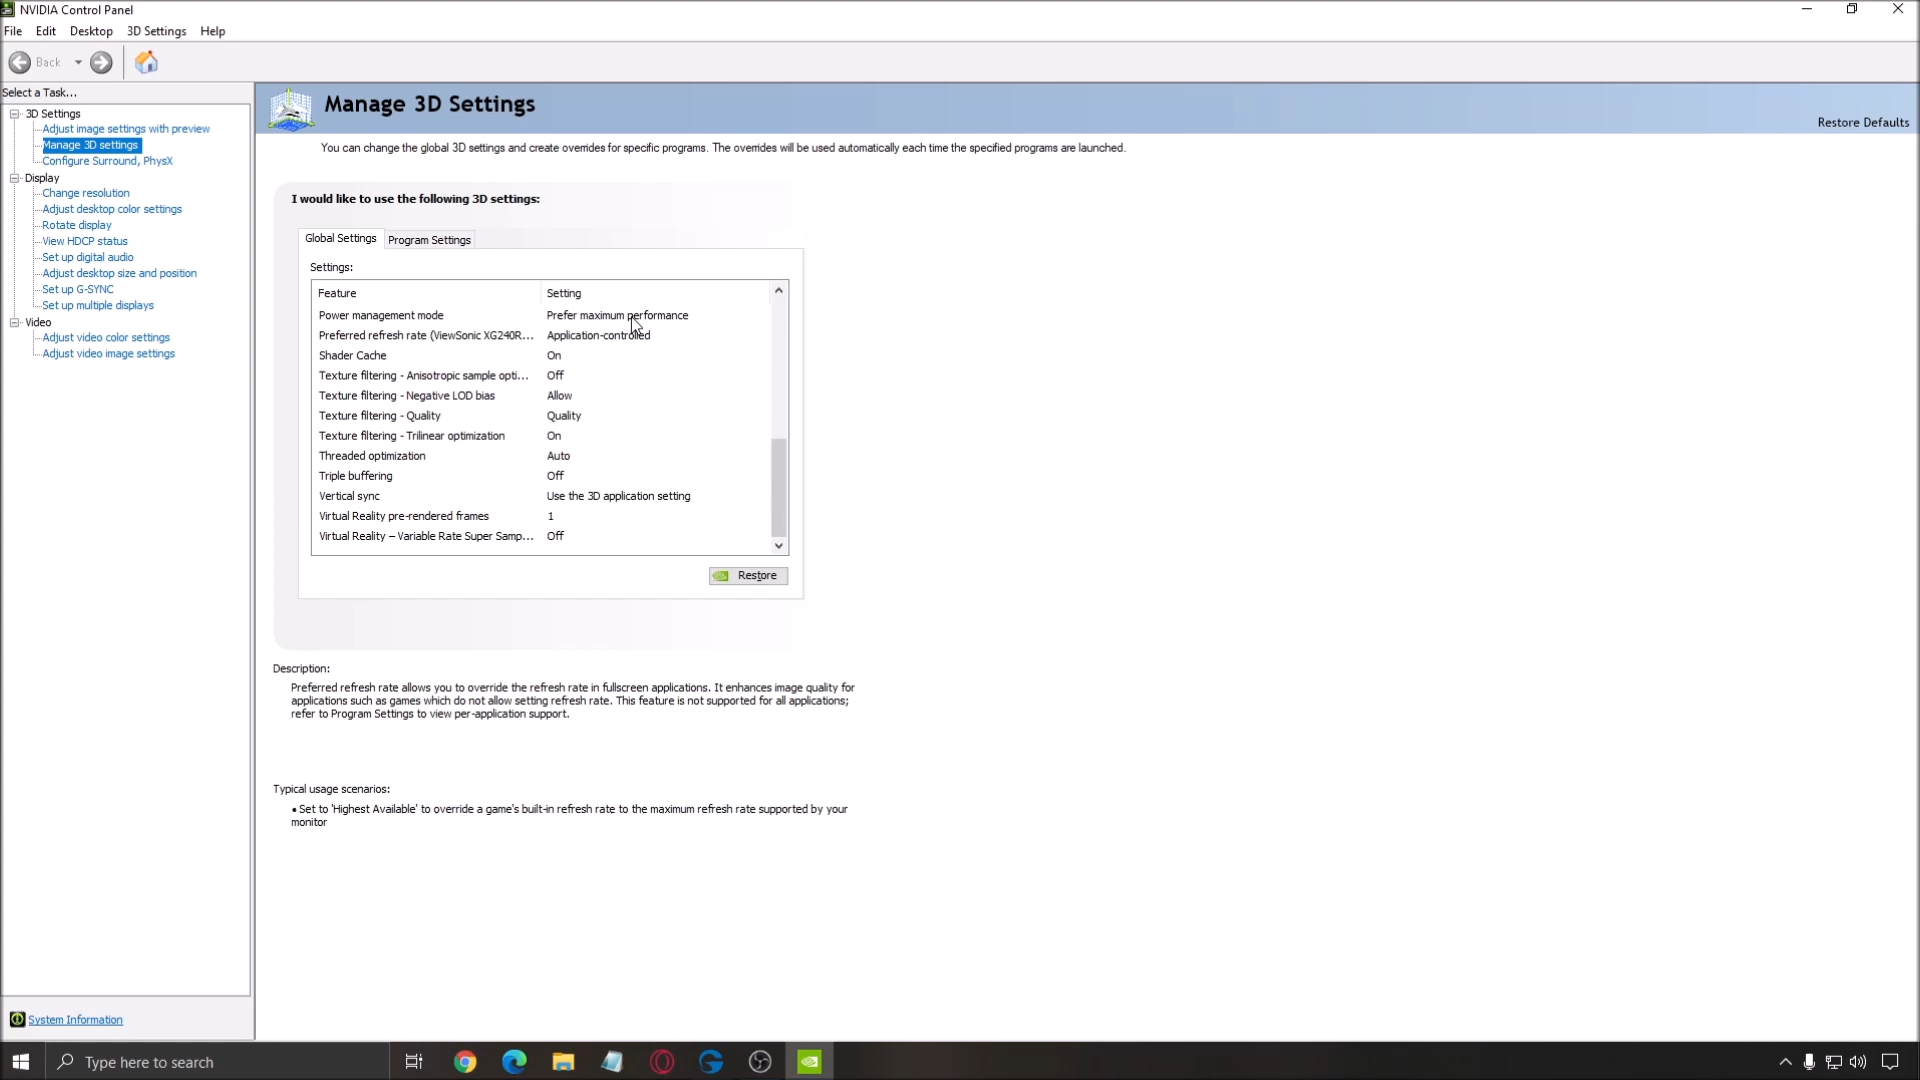 NVIDIA Control Panel
File Edit Desktop 3D Settings Help
Back
Select a Task...
3D Settings
Adjust image settings with preview
Manage 3D settings
Configure Surround, PhysX
Display
Change resolution
Adjust desktop color settings
Rotate display
View HDCP status
Set up digital audio
Adjust desktop size and position
Set up G-SYNC
Set up multiple displays
Video
Adjust video color settings
Adjust video image settings
System Information
Manage 3D Settings
Restore Defaults
You can change the global 3D settings and create overrides for specific programs. The overrides will be used automatically each time the specified programs are launched.
I would like to use the following 3D settings:
Global Settings Program Settings
Settings:
Feature Setting
Power management mode Prefer maximum performance
Preferred refresh rate (ViewSonic XG240R... Application-controlled
Shader Cache On
Texture filtering - Anisotropic sample opti... Off
Texture filtering - Negative LOD bias Allow
Texture filtering - Quality Quality
Texture filtering - Trilinear optimization On
Threaded optimization Auto
Triple buffering Off
Vertical sync Use the 3D application setting
Virtual Reality pre-rendered frames 1
Virtual Reality – Variable Rate Super Samp... Off
Restore
Description:
Preferred refresh rate allows you to override the refresh rate in fullscreen applications. It enhances image quality for
applications such as games which do not allow setting refresh rate. This feature is not supported for all applications;
refer to Program Settings to view per-application support.
Typical usage scenarios:
• Set to 'Highest Available' to override a game's built-in refresh rate to the maximum refresh rate supported by your
monitor
Type here to search